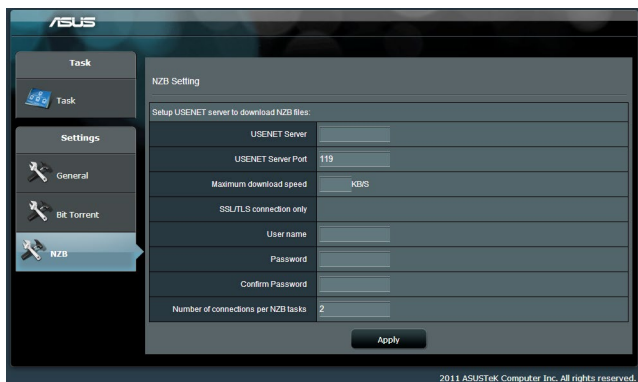 ASUS
Task
Task
Settings
General
Bit Torrent
NZB
NZB Setting
Setup USENET server to download NZB files:
USENET Server
USENET Server Port 119
Maximum download speed KB/S
SSL/TLS connection only
User name
Password
Confirm Password
Number of connections per NZB tasks 2
Apply
2011 ASUSTeK Computer Inc. All rights reserved.